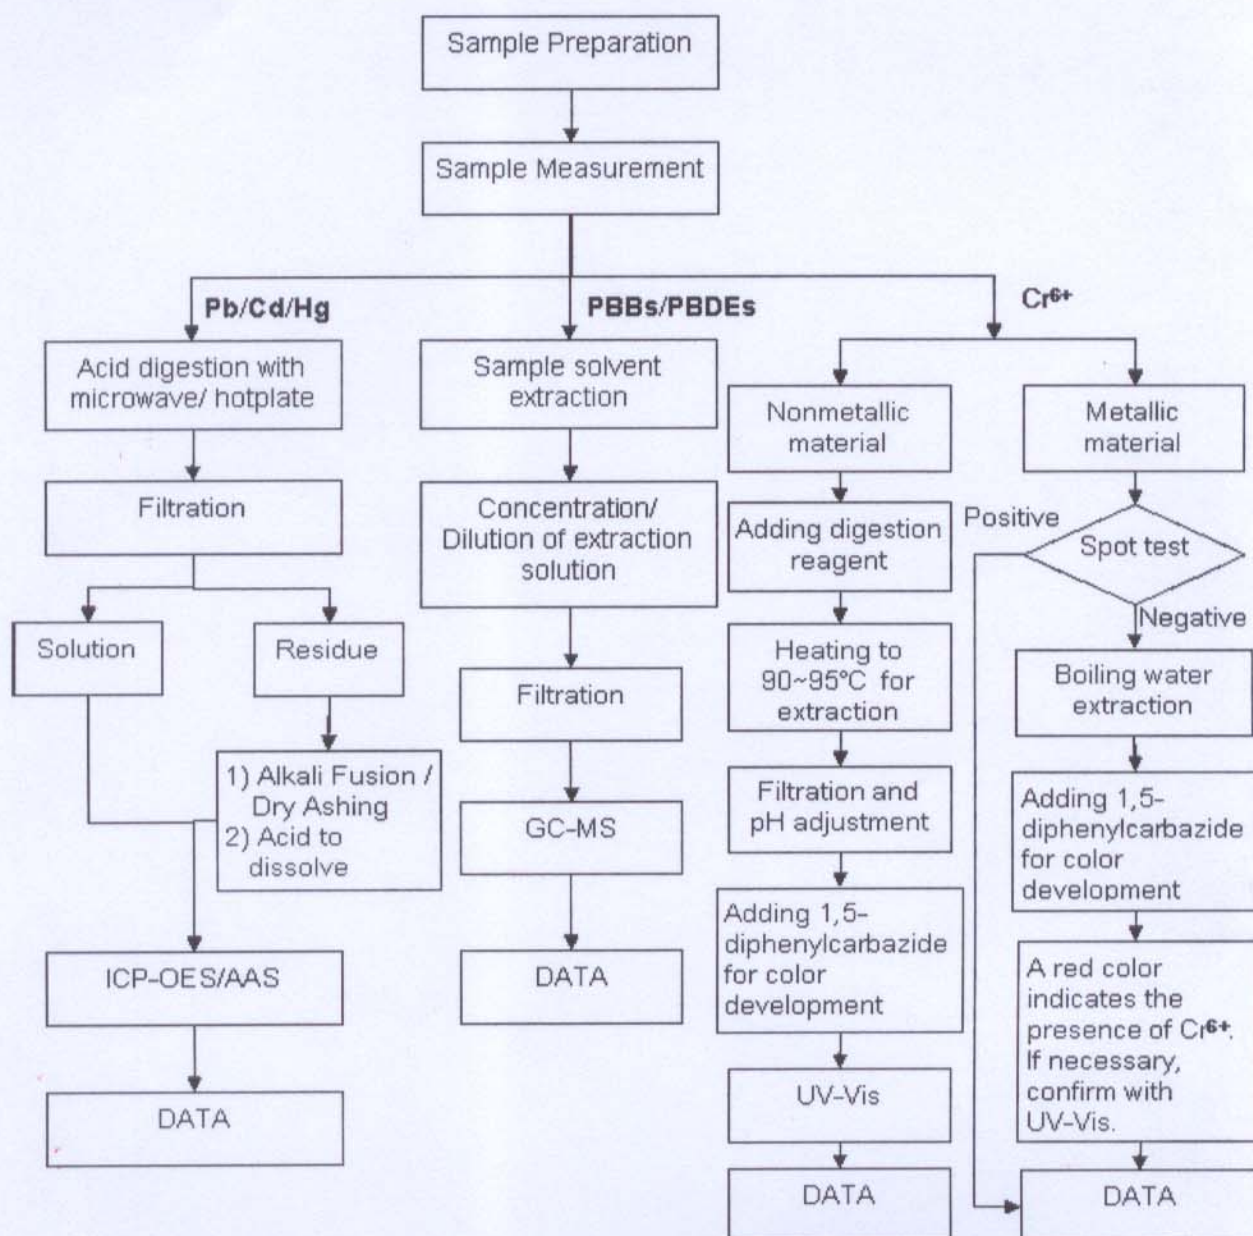 Sample Preparation
Sample Measurement
Pb/Cd/Hg
PBBs/PBDEs
Cr⁶⁺
Acid digestion with
microwave/ hotplate
Filtration
Solution
Residue
1) Alkali Fusion /
Dry Ashing
2) Acid to
dissolve
ICP-OES/AAS
DATA
Sample solvent
extraction
Concentration/
Dilution of extraction
solution
Filtration
GC-MS
DATA
Nonmetallic
material
Adding digestion
reagent
Heating to
90~95°C for
extraction
Filtration and
pH adjustment
Adding 1,5-
diphenylcarbazide
for color
development
UV-Vis
DATA
Metallic
material
Positive
Spot test
Negative
Boiling water
extraction
Adding 1,5-
diphenylcarbazide
for color
development
A red color
indicates the
presence of Cr⁶⁺.
If necessary,
confirm with
UV-Vis.
DATA